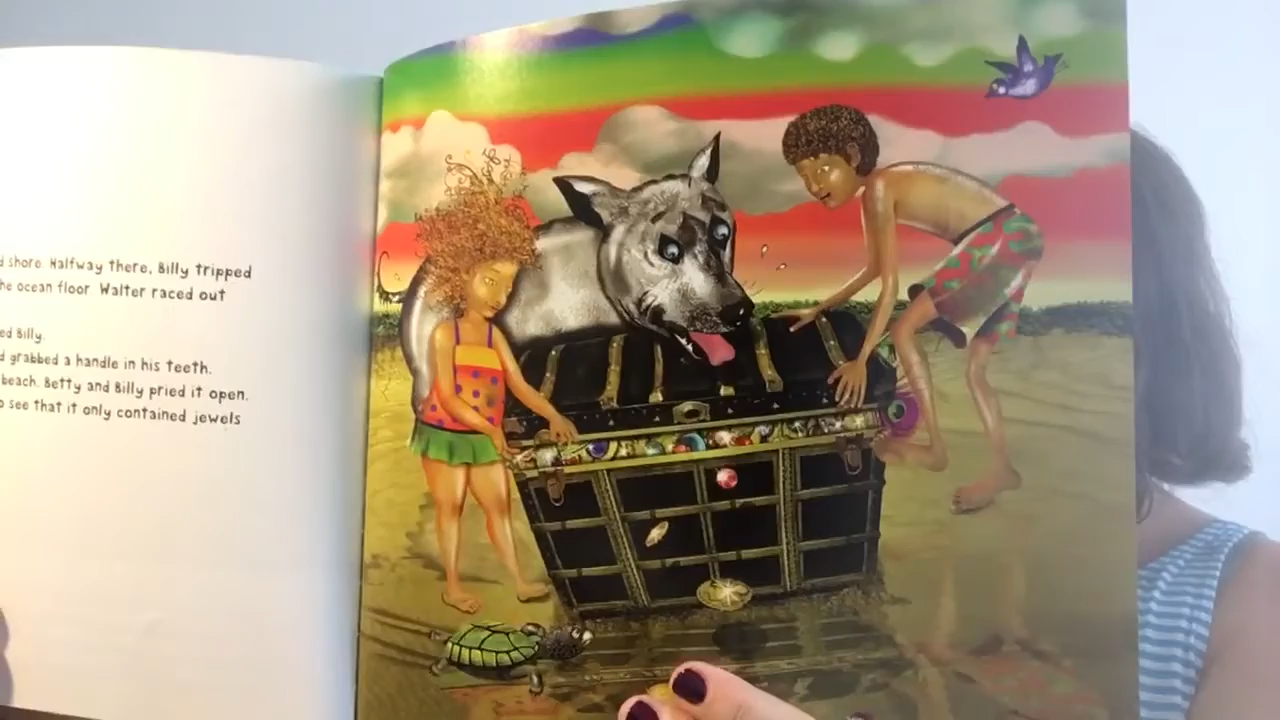 d shore. Halfway there, Billy tripped
he ocean floor. Walter raced out
ed Billy.
d grabbed a handle in his teeth.
beach. Betty and Billy pried it open.
o see that it only contained jewels